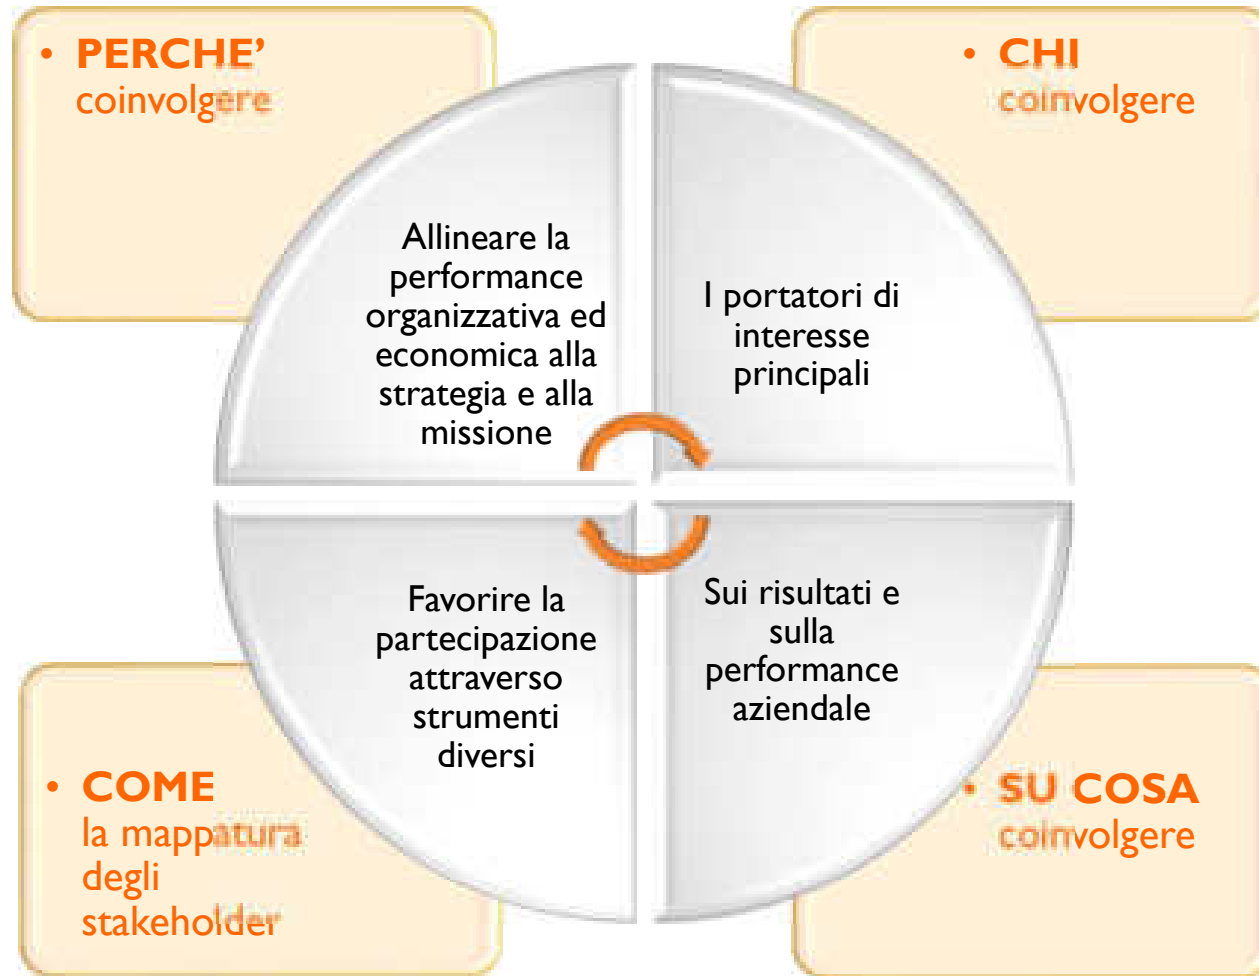 • PERCHE’
coinvolgere
Allineare la
performance
organizzativa ed
economica alla
strategia e alla
missione
• CHI
coinvolgere
I portatori di
interesse
principali
• COME
la mappatura
degli
stakeholder
Favorire la
partecipazione
attraverso
strumenti
diversi
• SU COSA
coinvolgere
Sui risultati e
sulla
performance
aziendale